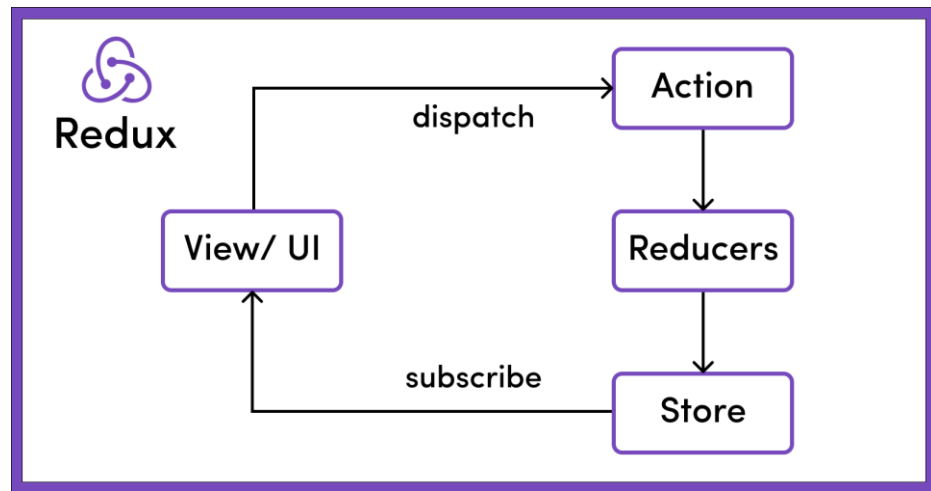 Redux
Action
dispatch
View/ UI
Reducers
subscribe
Store